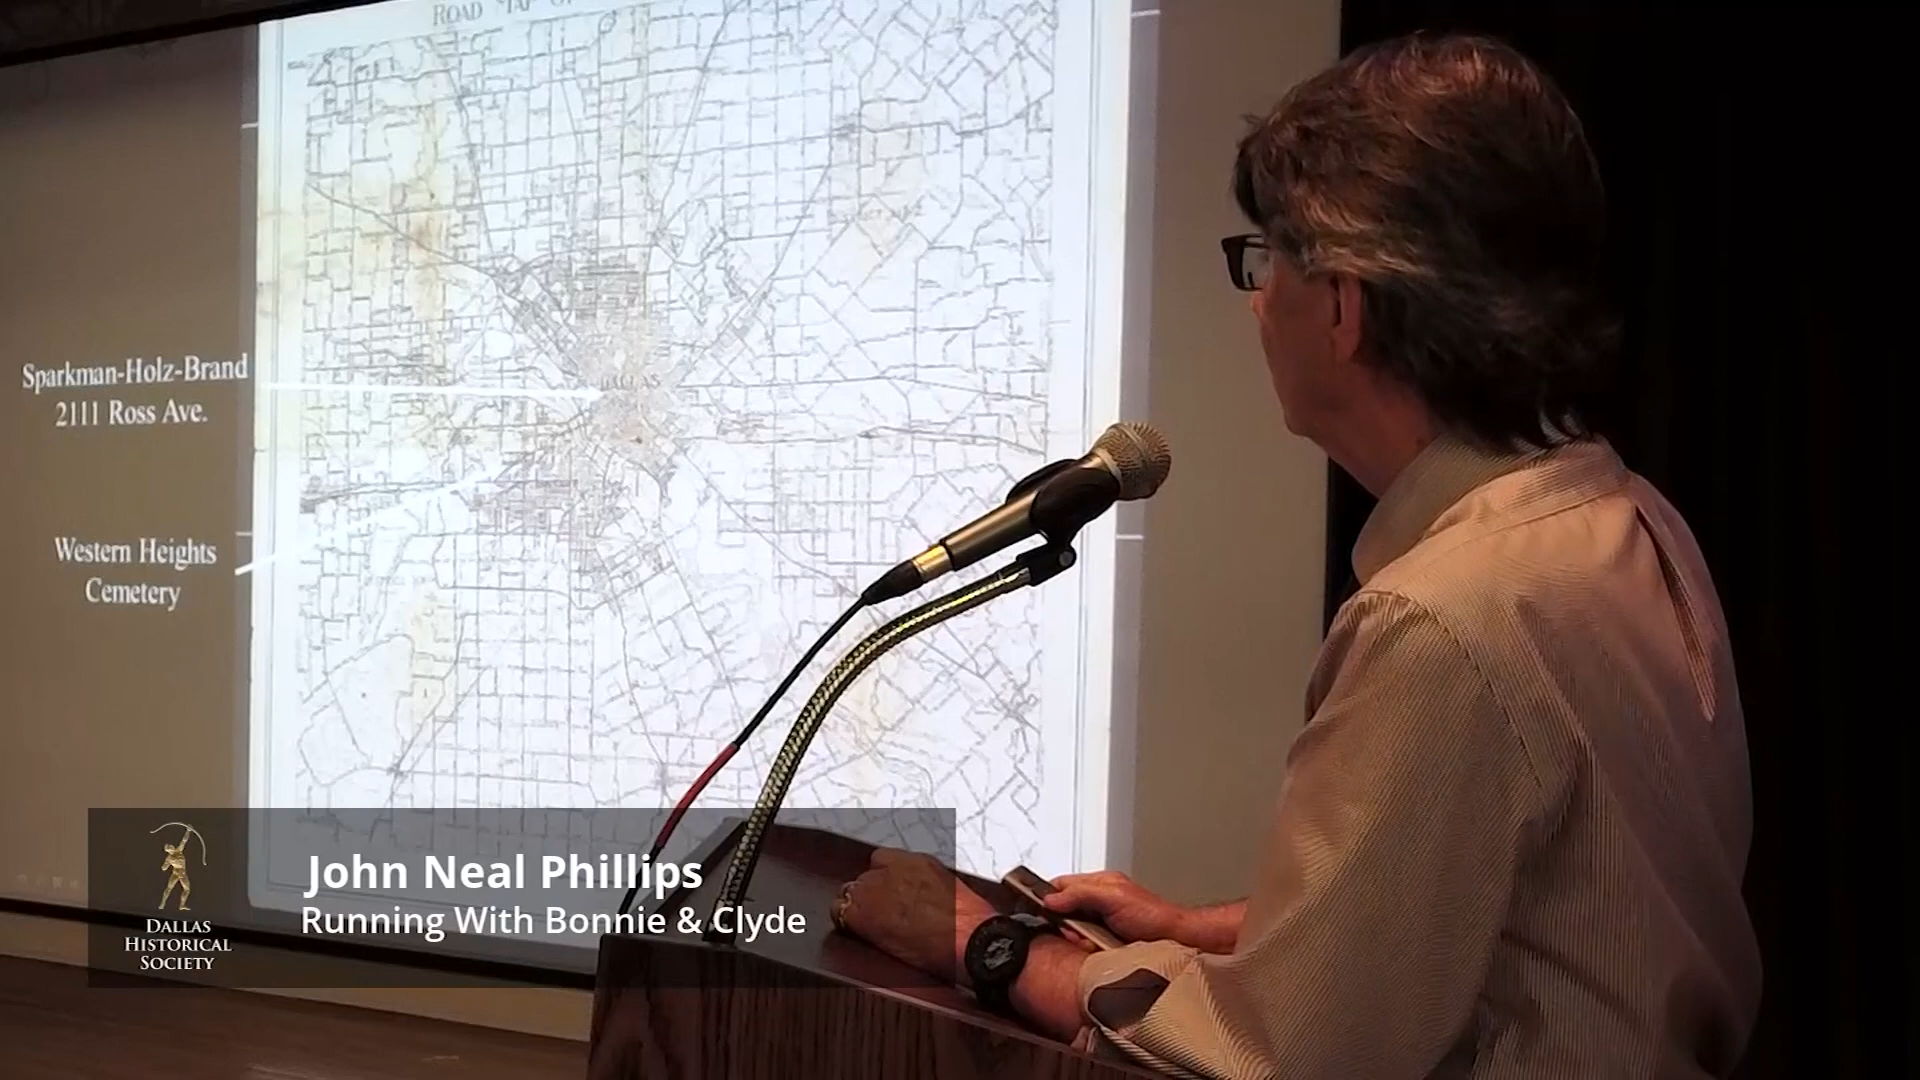 ROAD MAP O
Sparkman-Holz-Brand
2111 Ross Ave.
DALLAS
Western Heights
Cemetery
John Neal Phillips
Running With Bonnie & Clyde
DALLAS
HISTORICAL
SOCIETY